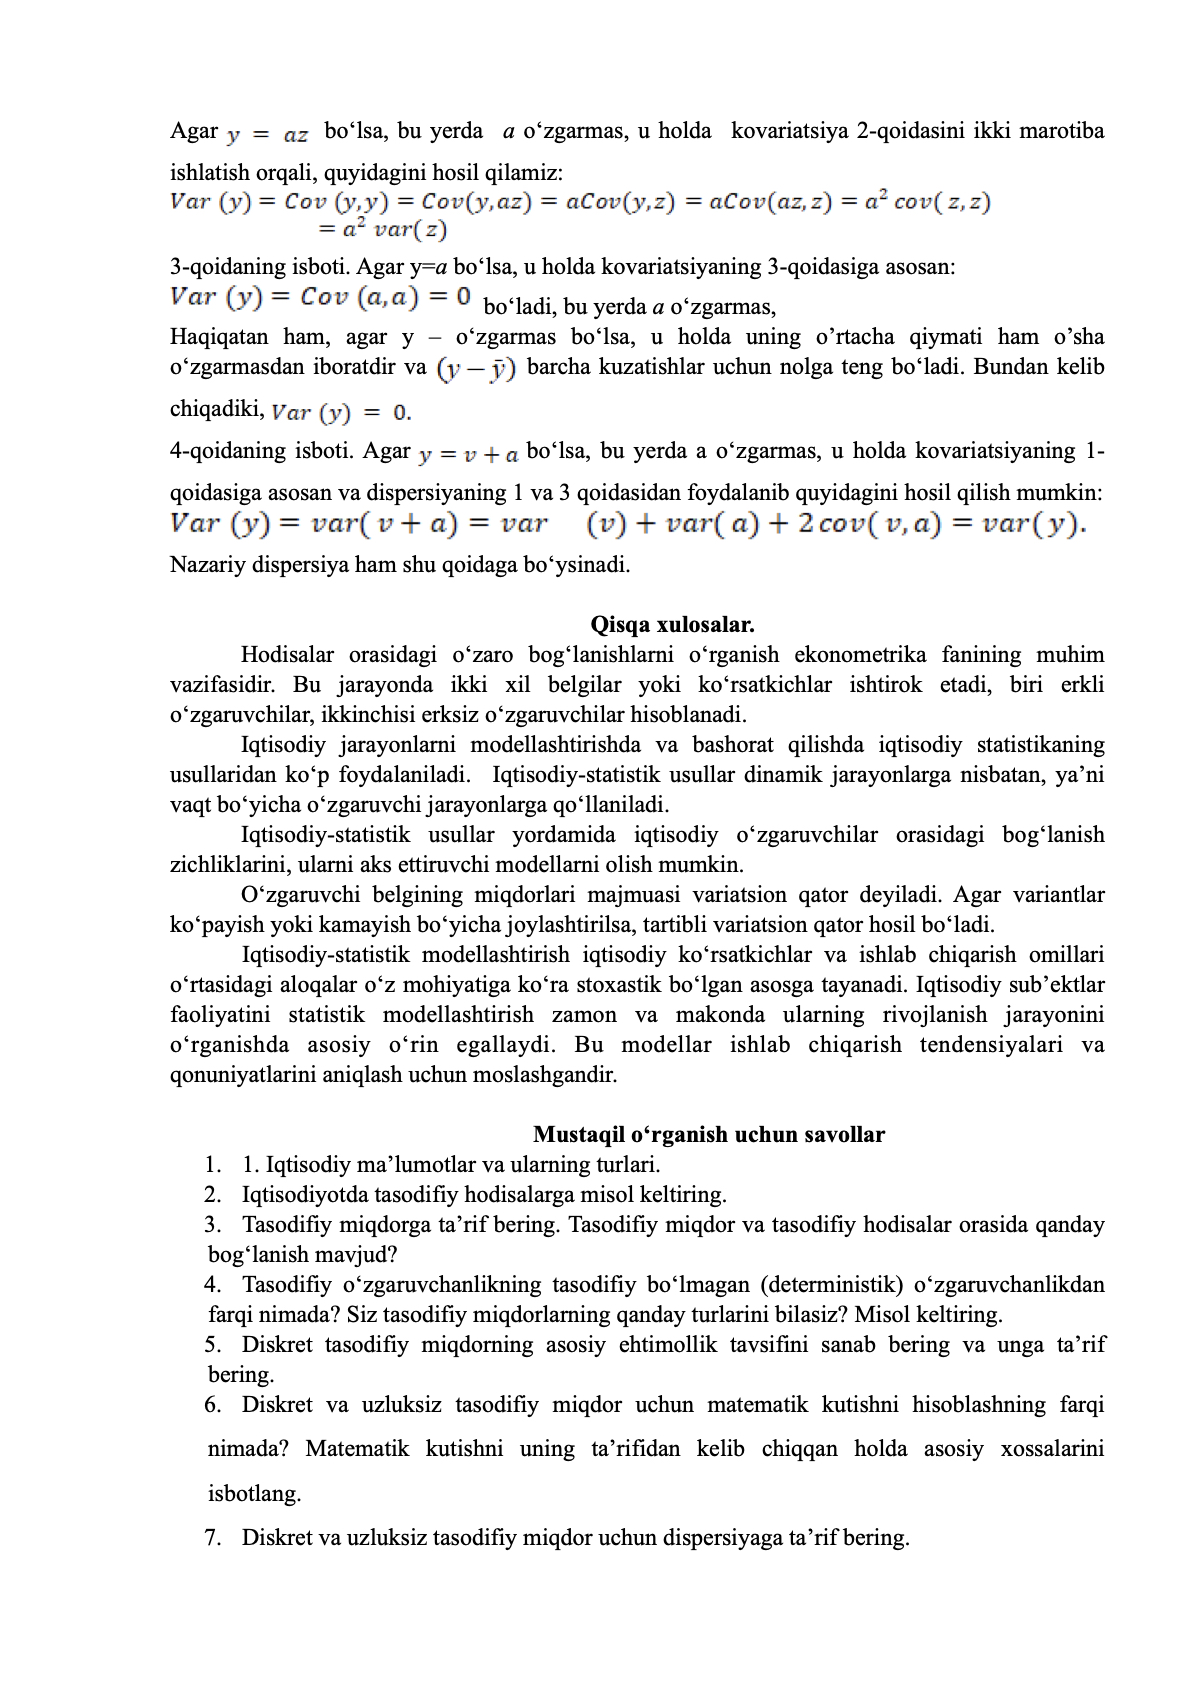 Agar y = az bo‘lsa, bu yerda a o‘zgarmas, u holda kovariatsiya 2-qoidasini ikki marotiba
ishlatish orqali, quyidagini hosil qilamiz:
Var (y) = Cov (y,y) = Cov(y,az) = aCov(y,z) = aCov(az,z) = a² cov( z,z)
= a² var( z)
3-qoidaning isboti. Agar y=a bo‘lsa, u holda kovariatsiyaning 3-qoidasiga asosan:
Var (y) = Cov (a,a) = 0 bo‘ladi, bu yerda a o‘zgarmas,
Haqiqatan ham, agar y – o‘zgarmas bo‘lsa, u holda uning o’rtacha qiymati ham o’sha
o‘zgarmasdan iboratdir va (y − ȳ) barcha kuzatishlar uchun nolga teng bo‘ladi. Bundan kelib
chiqadiki, Var (y) = 0.
4-qoidaning isboti. Agar y = v + a bo‘lsa, bu yerda a o‘zgarmas, u holda kovariatsiyaning 1-
qoidasiga asosan va dispersiyaning 1 va 3 qoidasidan foydalanib quyidagini hosil qilish mumkin:
Var (y) = var( v + a) = var (v) + var( a) + 2 cov( v, a) = var( y).
Nazariy dispersiya ham shu qoidaga bo‘ysinadi.
Qisqa xulosalar.
Hodisalar orasidagi o‘zaro bog‘lanishlarni o‘rganish ekonometrika fanining muhim
vazifasidir. Bu jarayonda ikki xil belgilar yoki ko‘rsatkichlar ishtirok etadi, biri erkli
o‘zgaruvchilar, ikkinchisi erksiz o‘zgaruvchilar hisoblanadi.
Iqtisodiy jarayonlarni modellashtirishda va bashorat qilishda iqtisodiy statistikaning
usullaridan ko‘p foydalaniladi. Iqtisodiy-statistik usullar dinamik jarayonlarga nisbatan, ya’ni
vaqt bo‘yicha o‘zgaruvchi jarayonlarga qo‘llaniladi.
Iqtisodiy-statistik usullar yordamida iqtisodiy o‘zgaruvchilar orasidagi bog‘lanish
zichliklarini, ularni aks ettiruvchi modellarni olish mumkin.
O‘zgaruvchi belgining miqdorlari majmuasi variatsion qator deyiladi. Agar variantlar
ko‘payish yoki kamayish bo‘yicha joylashtirilsa, tartibli variatsion qator hosil bo‘ladi.
Iqtisodiy-statistik modellashtirish iqtisodiy ko‘rsatkichlar va ishlab chiqarish omillari
o‘rtasidagi aloqalar o‘z mohiyatiga ko‘ra stoxastik bo‘lgan asosga tayanadi. Iqtisodiy sub’ektlar
faoliyatini statistik modellashtirish zamon va makonda ularning rivojlanish jarayonini
o‘rganishda asosiy o‘rin egallaydi. Bu modellar ishlab chiqarish tendensiyalari va
qonuniyatlarini aniqlash uchun moslashgandir.
Mustaqil o‘rganish uchun savollar
1. 1. Iqtisodiy ma’lumotlar va ularning turlari.
2. Iqtisodiyotda tasodifiy hodisalarga misol keltiring.
3. Tasodifiy miqdorga ta’rif bering. Tasodifiy miqdor va tasodifiy hodisalar orasida qanday
bog‘lanish mavjud?
4. Tasodifiy o‘zgaruvchanlikning tasodifiy bo‘lmagan (deterministik) o‘zgaruvchanlikdan
farqi nimada? Siz tasodifiy miqdorlarning qanday turlarini bilasiz? Misol keltiring.
5. Diskret tasodifiy miqdorning asosiy ehtimollik tavsifini sanab bering va unga ta’rif
bering.
6. Diskret va uzluksiz tasodifiy miqdor uchun matematik kutishni hisoblashning farqi
nimada? Matematik kutishni uning ta’rifidan kelib chiqqan holda asosiy xossalarini
isbotlang.
7. Diskret va uzluksiz tasodifiy miqdor uchun dispersiyaga ta’rif bering.